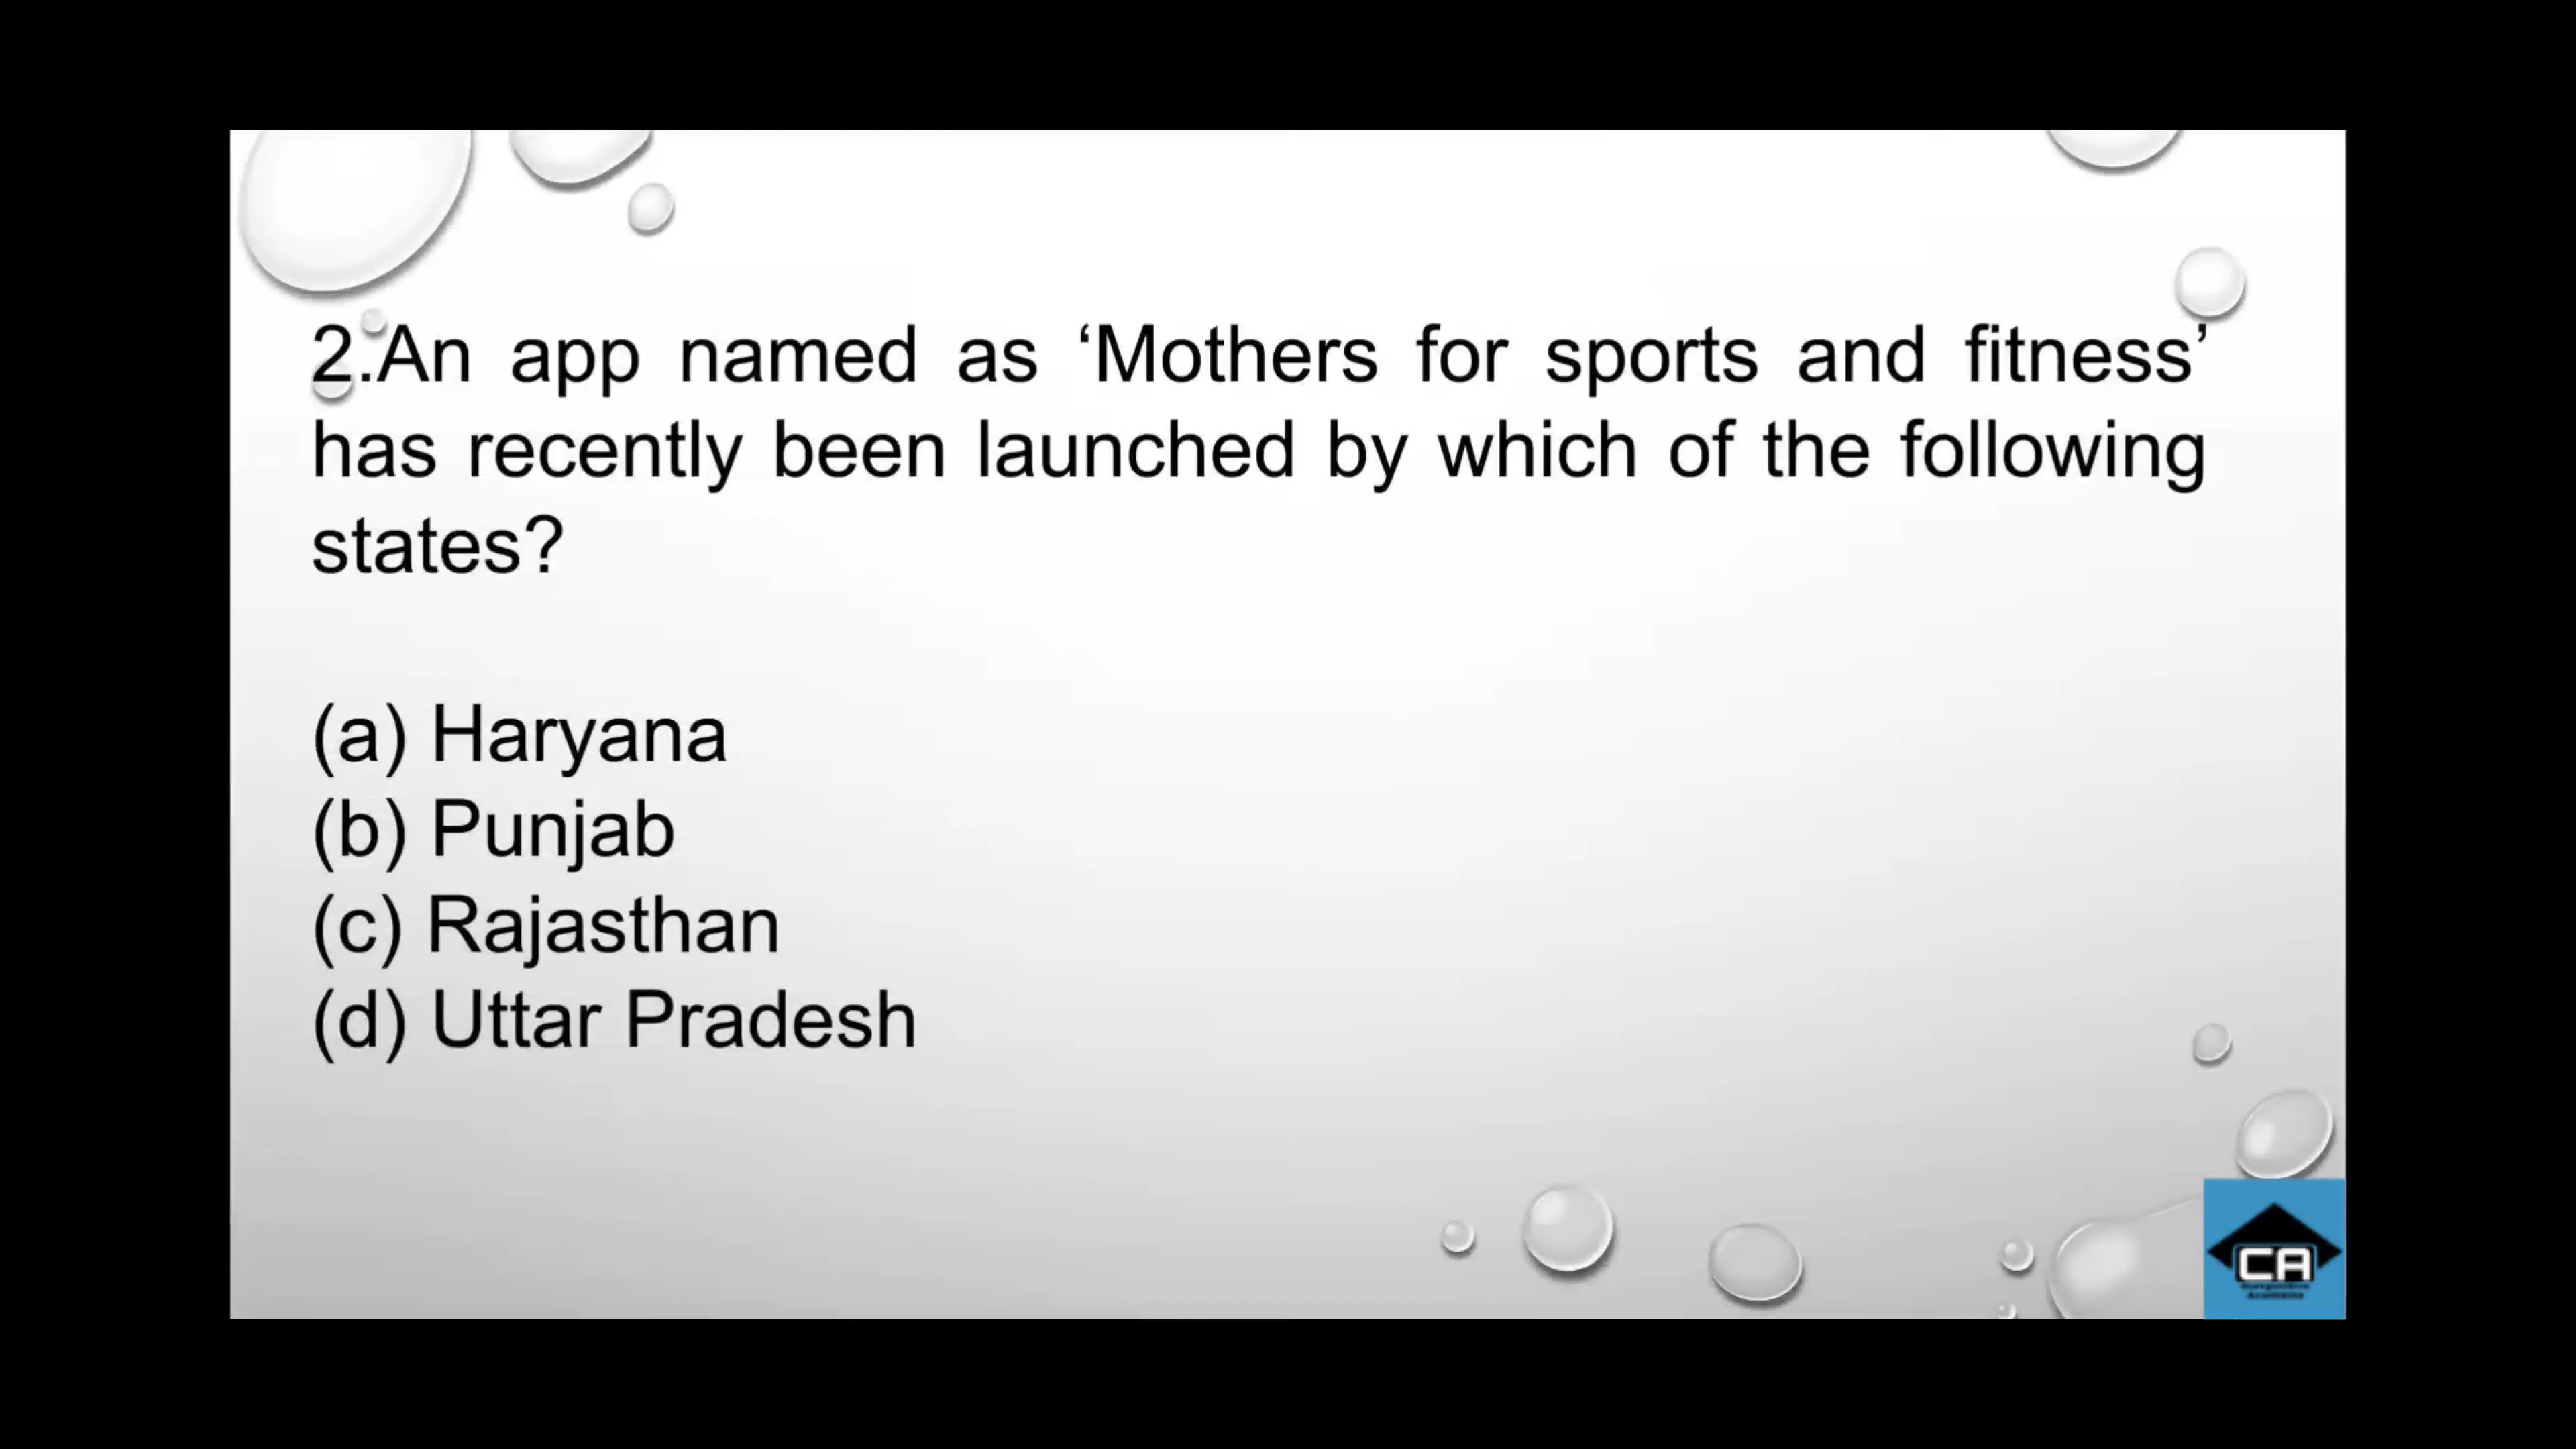 2.An app named as ‘Mothers for sports and fitness’
has recently been launched by which of the following
states?
(a) Haryana
(b) Punjab
(c) Rajasthan
(d) Uttar Pradesh
CA